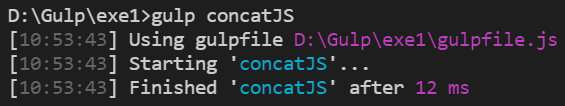 D:\Gulp\exe1>gulp concatJS
[10:53:43] Using gulpfile D:\Gulp\exe1\gulpfile.js
[10:53:43] Starting 'concatJS'...
[10:53:43] Finished 'concatJS' after 12 ms